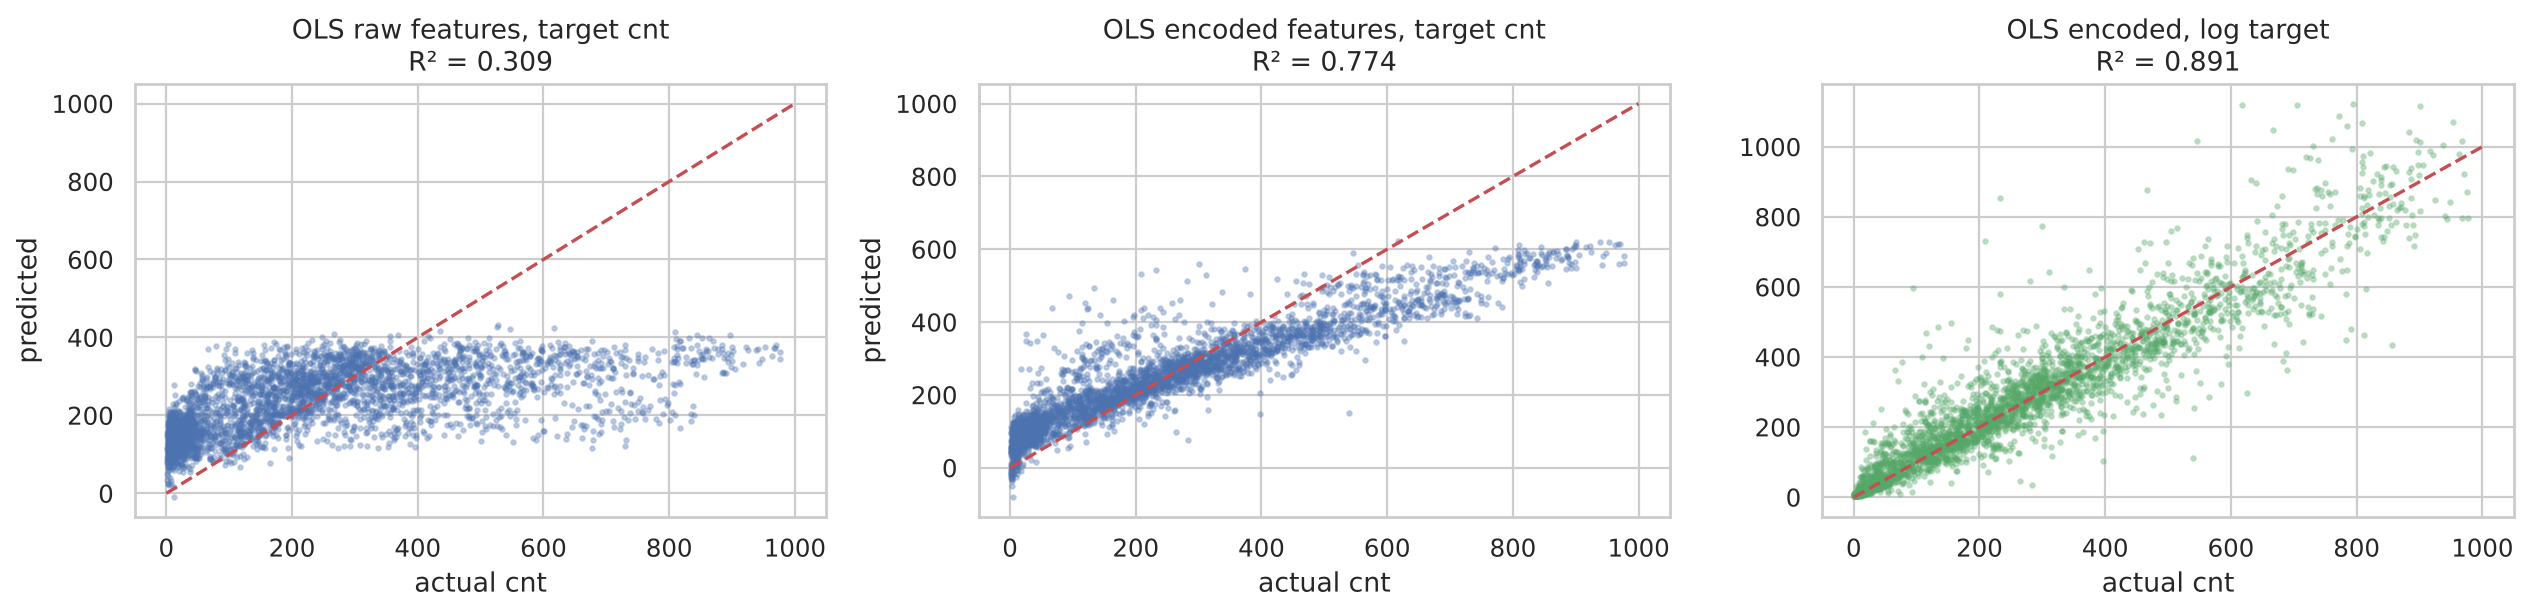 OLS raw features, target cnt
R² = 0.309
1000
800
600
400
200
0
predicted
0 200 400 600 800 1000
actual cnt
OLS encoded features, target cnt
R² = 0.774
1000
800
600
400
200
0
predicted
0 200 400 600 800 1000
actual cnt
OLS encoded, log target
R² = 0.891
1000
800
600
400
200
0
0 200 400 600 800 1000
actual cnt